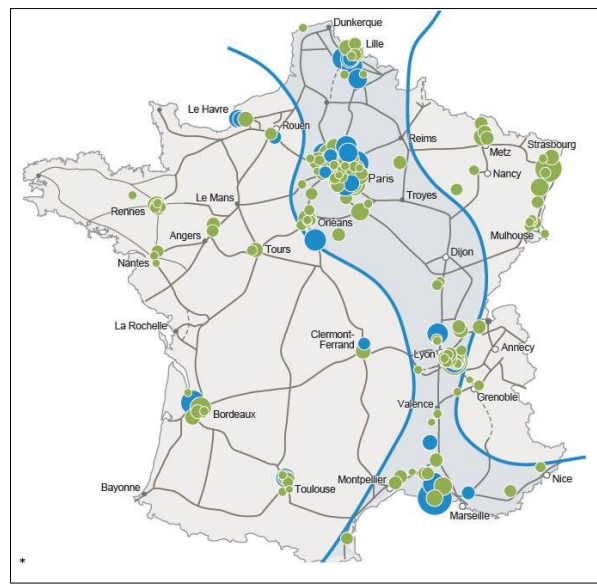 Dunkerque
Lille
Le Havre
Rouen
Reims
Metz
Strasbourg
Paris
Nancy
Le Mans
Troyes
Rennes
Orléans
Angers
Mulhouse
Tours
Dijon
Nantes
La Rochelle
Clermont-
Ferrand
Lyon
Annecy
Grenoble
Valence
Bordeaux
Bayonne
Toulouse
Montpellier
Nice
Marseille
*